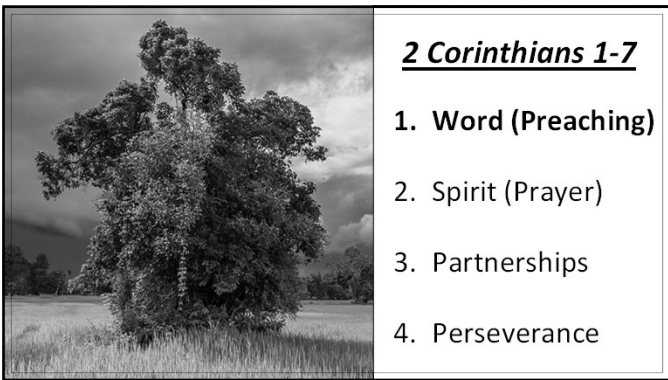 2 Corinthians 1-7
1. Word (Preaching)
2. Spirit (Prayer)
3. Partnerships
4. Perseverance